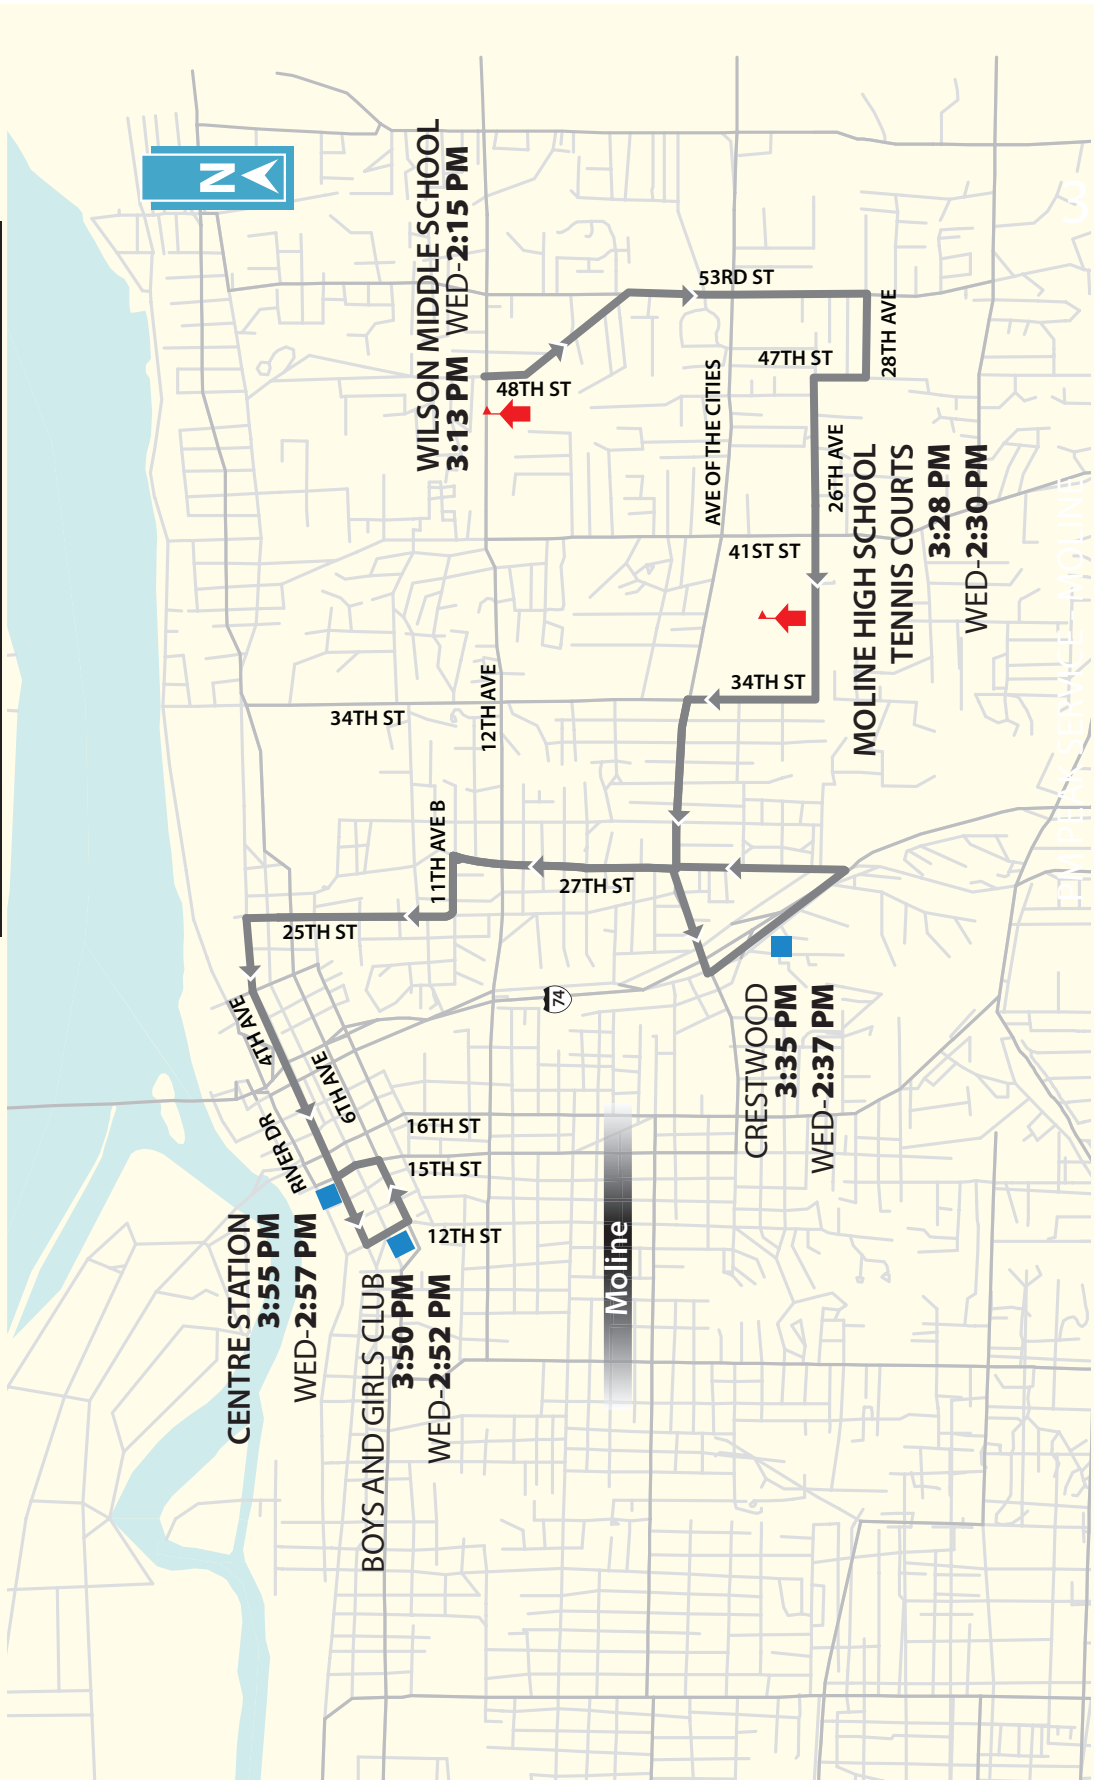 N
WILSON MIDDLE SCHOOL
3:13 PM WED-2:15 PM
48TH ST
53RD ST
47TH ST
28TH AVE
AVE OF THE CITIES
26TH AVE
41ST ST
MOLINE HIGH SCHOOL
TENNIS COURTS
3:28 PM
WED-2:30 PM
34TH ST
34TH ST
12TH AVE
11TH AVE B
27TH ST
25TH ST
74
4TH AVE
6TH AVE
RIVER DR
16TH ST
15TH ST
12TH ST
CRESTWOOD
3:35 PM
WED-2:37 PM
Moline
CENTRE STATION
3:55 PM
WED-2:57 PM
BOYS AND GIRLS CLUB
3:50 PM
WED-2:52 PM
3